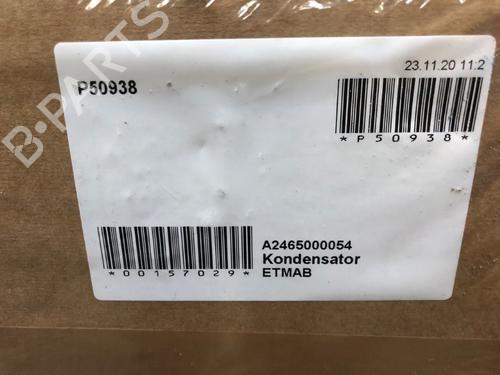 P50938
23.11.20 11:2
*P50938*
A2465000054
*00157029*
Kondensator
ETMAB
B-PARTS